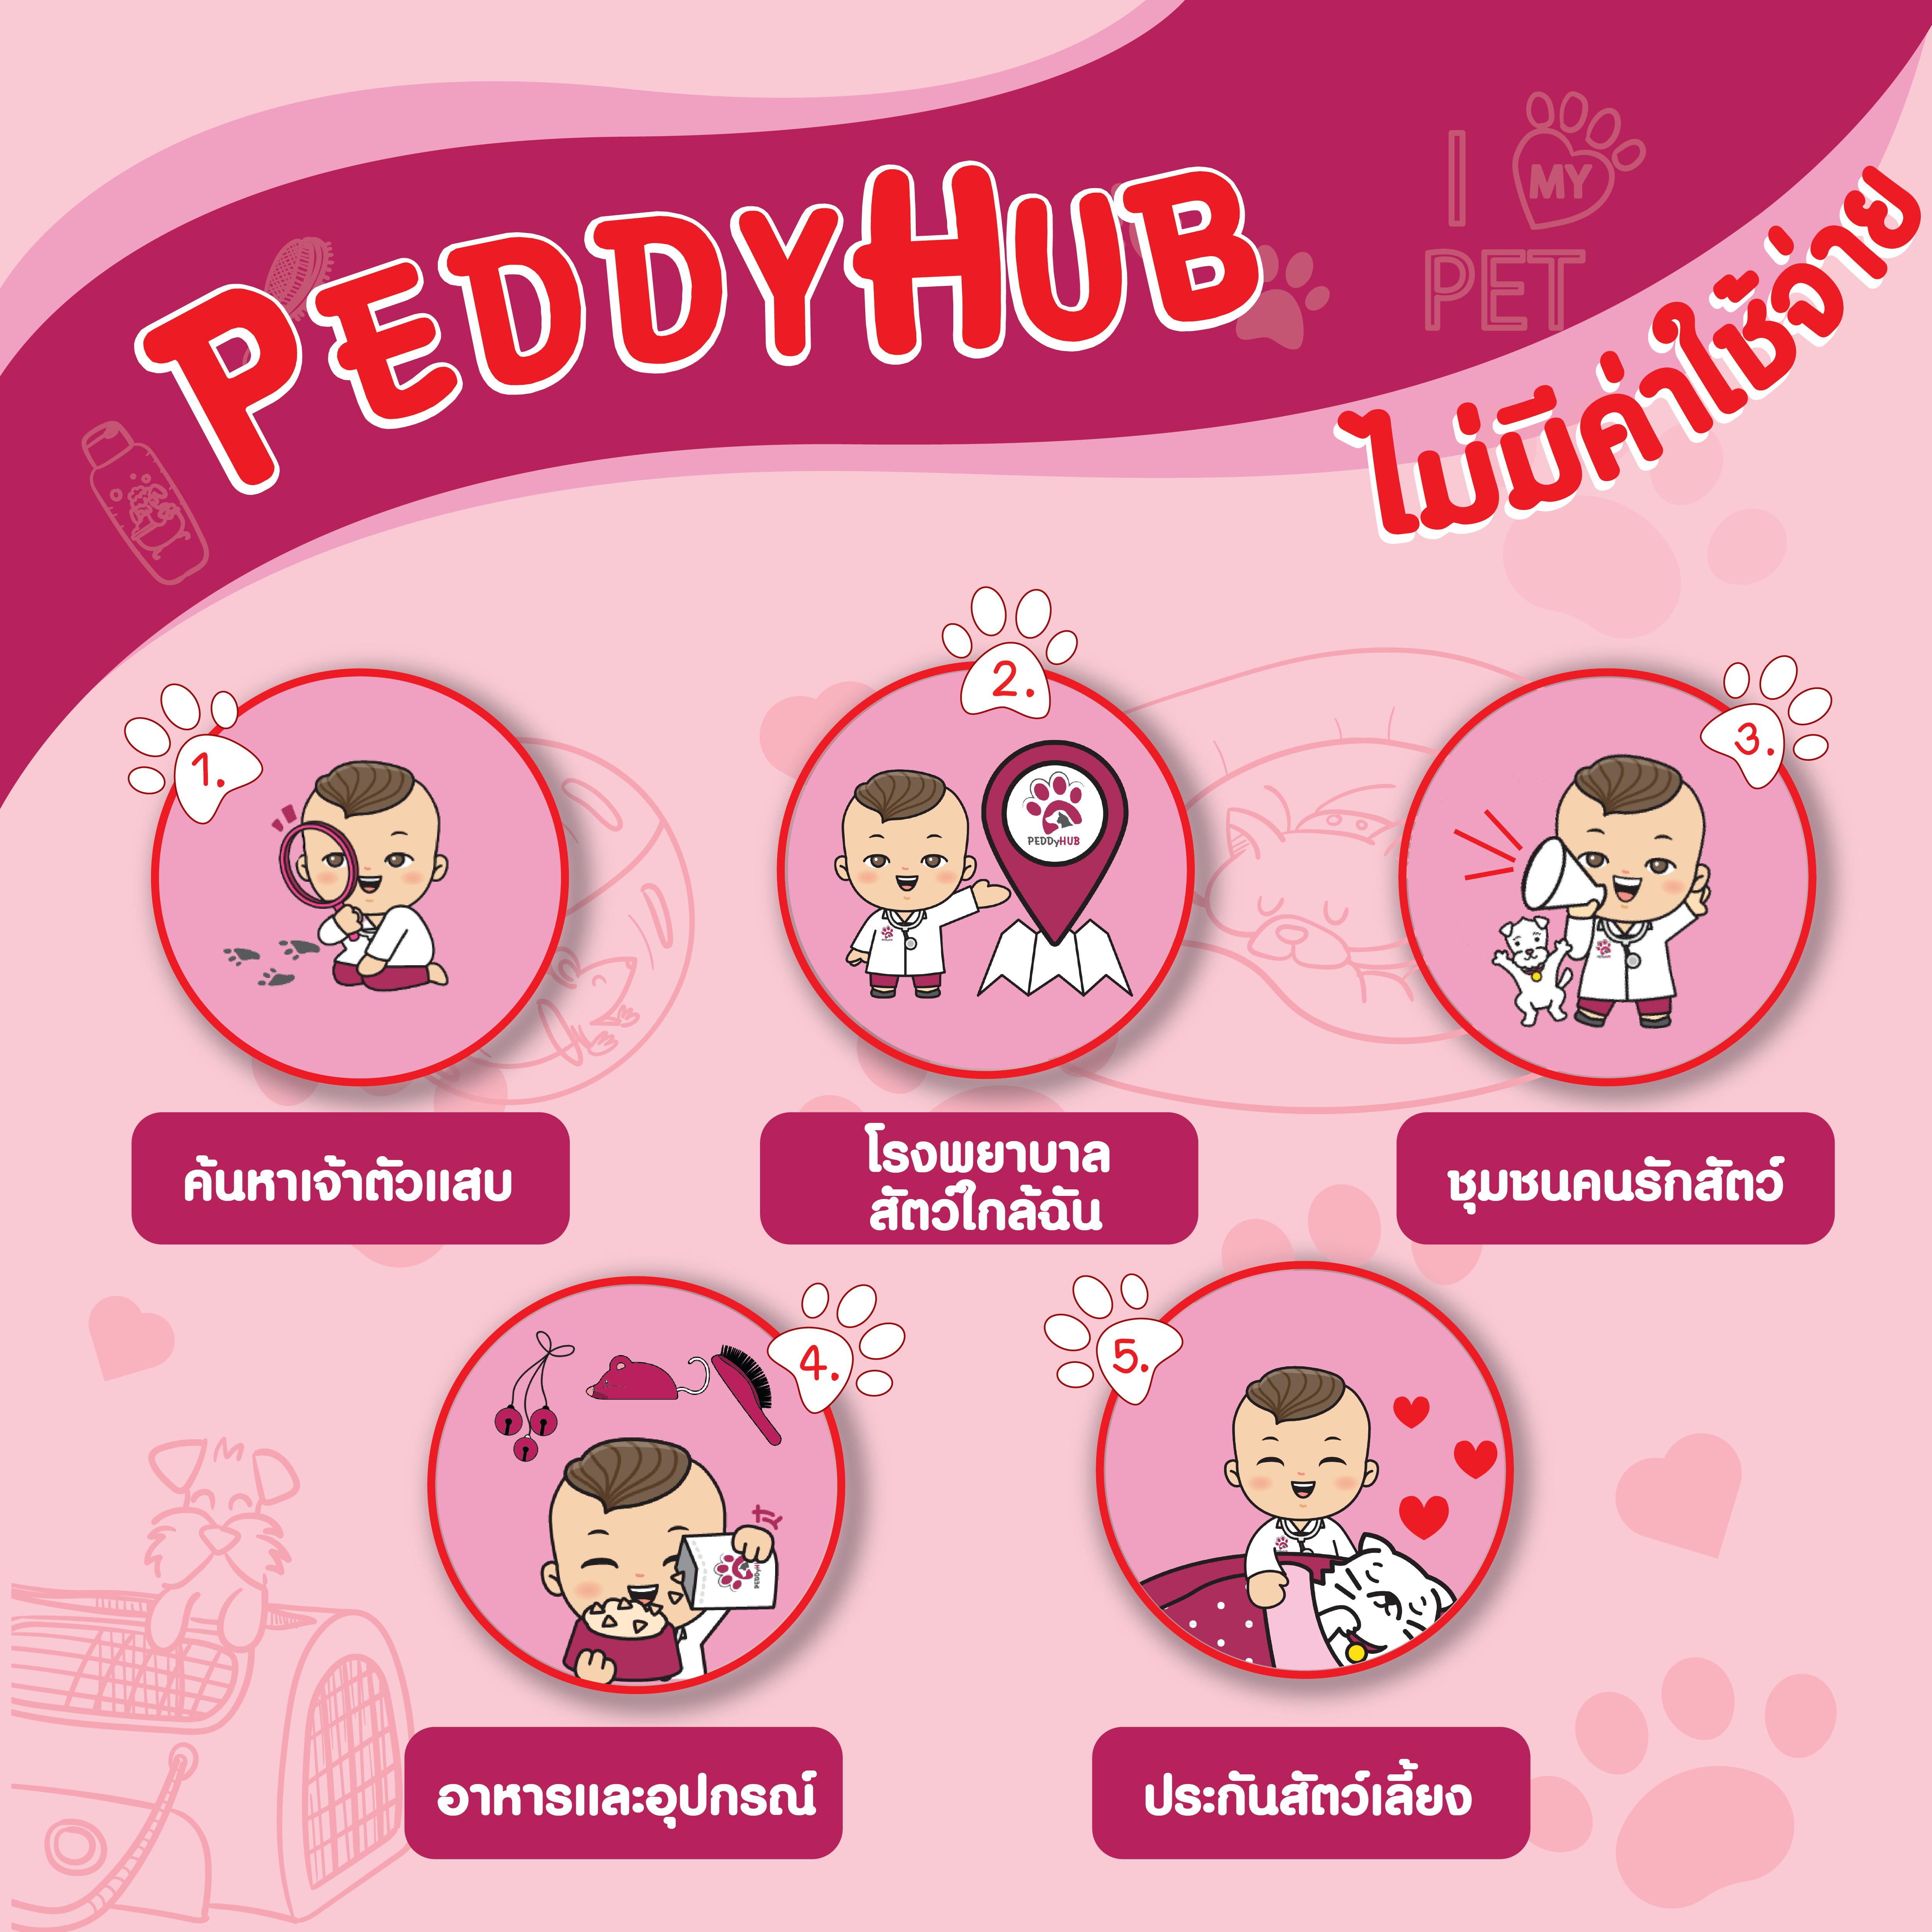 PEDDYHUB
I MY
PET
ไม่มีค่าใช้จ่าย
1.
2.
3.
PEDDyHUB
ค้นหาเจ้าตัวแสบ
โรงพยาบาล
สัตว์ใกล้ฉัน
ชุมชนคนรักสัตว์
4.
5.
PEDDyHUB
อาหารและอุปกรณ์
ประกันสัตว์เลี้ยง